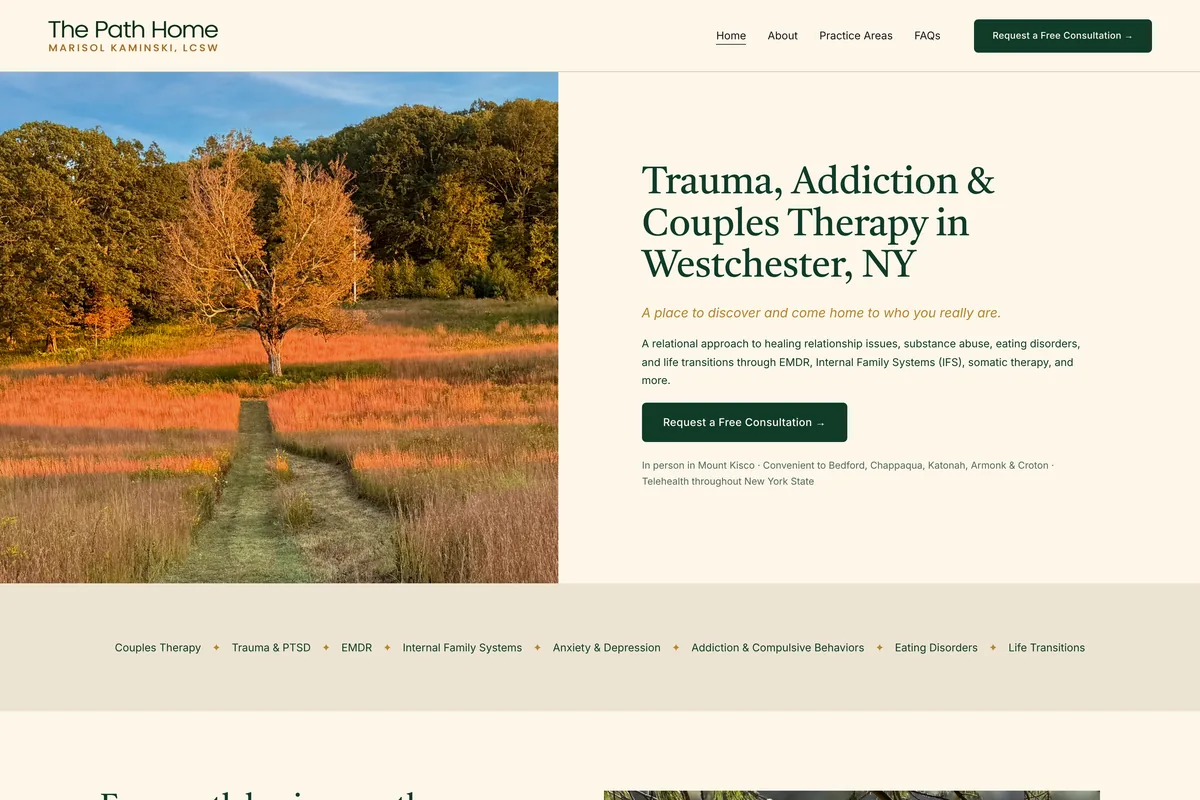 The Path Home
MARISOL KAMINSKI, LCSW
Home About Practice Areas FAQs Request a Free Consultation →
Trauma, Addiction &
Couples Therapy in
Westchester, NY
A place to discover and come home to who you really are.
A relational approach to healing relationship issues, substance abuse, eating disorders,
and life transitions through EMDR, Internal Family Systems (IFS), somatic therapy, and
more.
Request a Free Consultation →
In person in Mount Kisco · Convenient to Bedford, Chappaqua, Katonah, Armonk & Croton ·
Telehealth throughout New York State
Couples Therapy ✦ Trauma & PTSD ✦ EMDR ✦ Internal Family Systems ✦ Anxiety & Depression ✦ Addiction & Compulsive Behaviors ✦ Eating Disorders ✦ Life Transitions